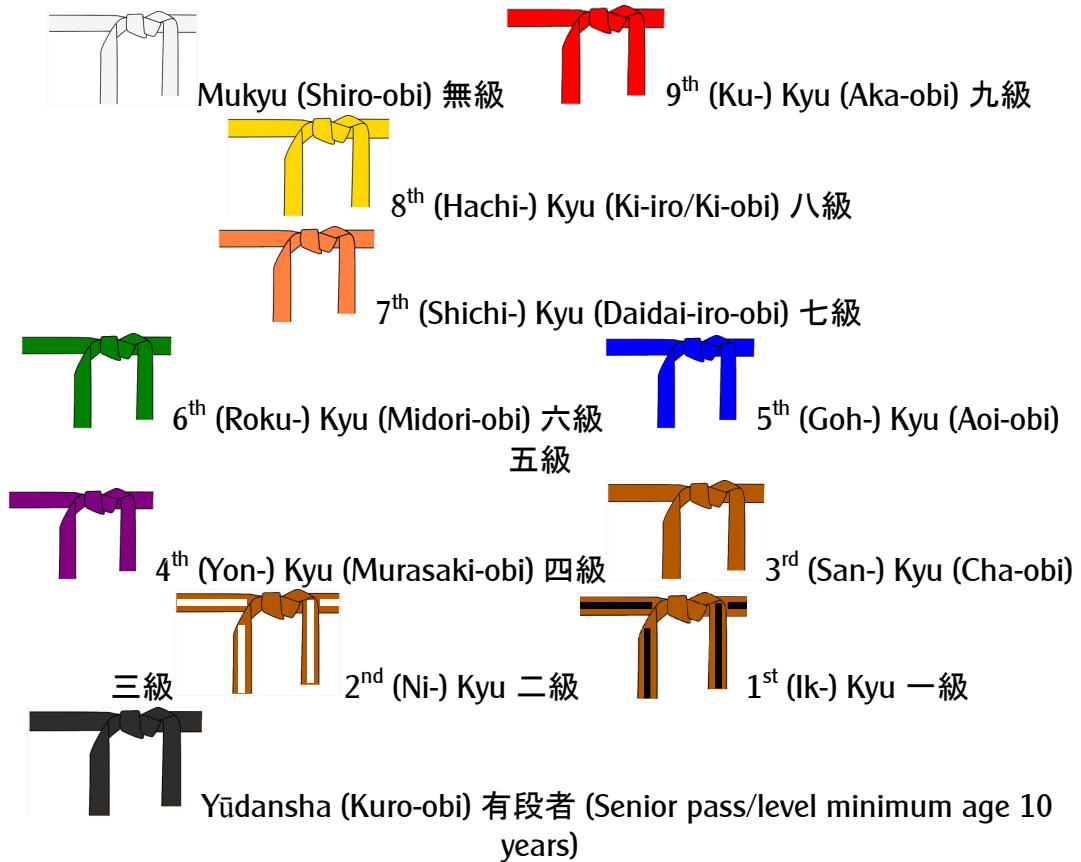 Mukyu (Shiro-obi) 無級 9th (Ku-) Kyu (Aka-obi) 九級
8th (Hachi-) Kyu (Ki-iro/Ki-obi) 八級
7th (Shichi-) Kyu (Daidai-iro-obi) 七級
6th (Roku-) Kyu (Midori-obi) 六級 5th (Goh-) Kyu (Aoi-obi)
五級
4th (Yon-) Kyu (Murasaki-obi) 四級 3rd (San-) Kyu (Cha-obi)
三級 2nd (Ni-) Kyu 二級 1st (Ik-) Kyu 一級
Yūdansha (Kuro-obi) 有段者 (Senior pass/level minimum age 10
years)